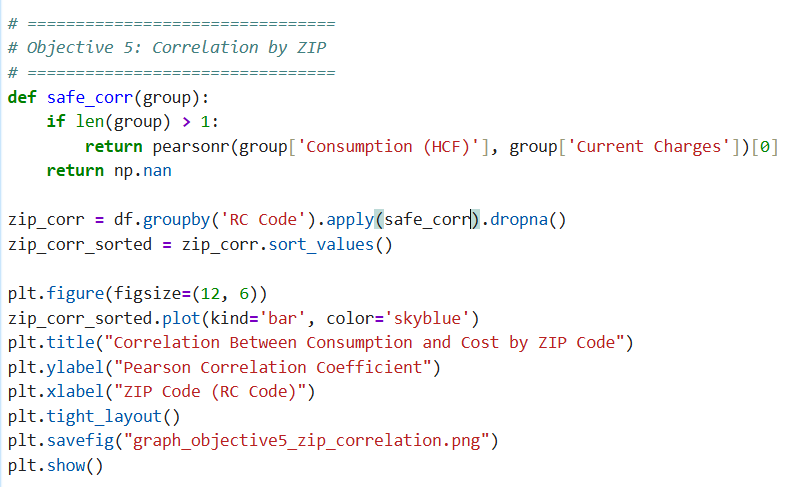 # ================================
# Objective 5: Correlation by ZIP
# ================================
def safe_corr(group):
    if len(group) > 1:
        return pearsonr(group['Consumption (HCF)'], group['Current Charges'])[0]
    return np.nan

zip_corr = df.groupby('RC Code').apply(safe_corr).dropna()
zip_corr_sorted = zip_corr.sort_values()

plt.figure(figsize=(12, 6))
zip_corr_sorted.plot(kind='bar', color='skyblue')
plt.title("Correlation Between Consumption and Cost by ZIP Code")
plt.ylabel("Pearson Correlation Coefficient")
plt.xlabel("ZIP Code (RC Code)")
plt.tight_layout()
plt.savefig("graph_objective5_zip_correlation.png")
plt.show()